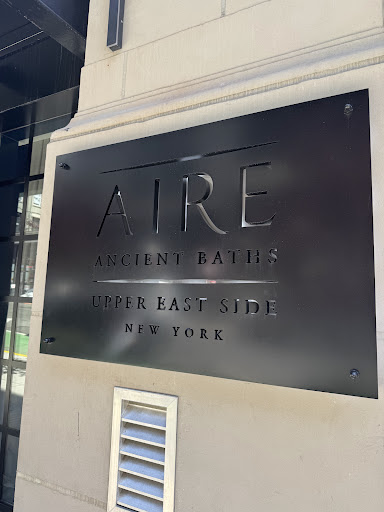 AIRE
ANCIENT BATHS
UPPER EAST SIDE
NEW YORK